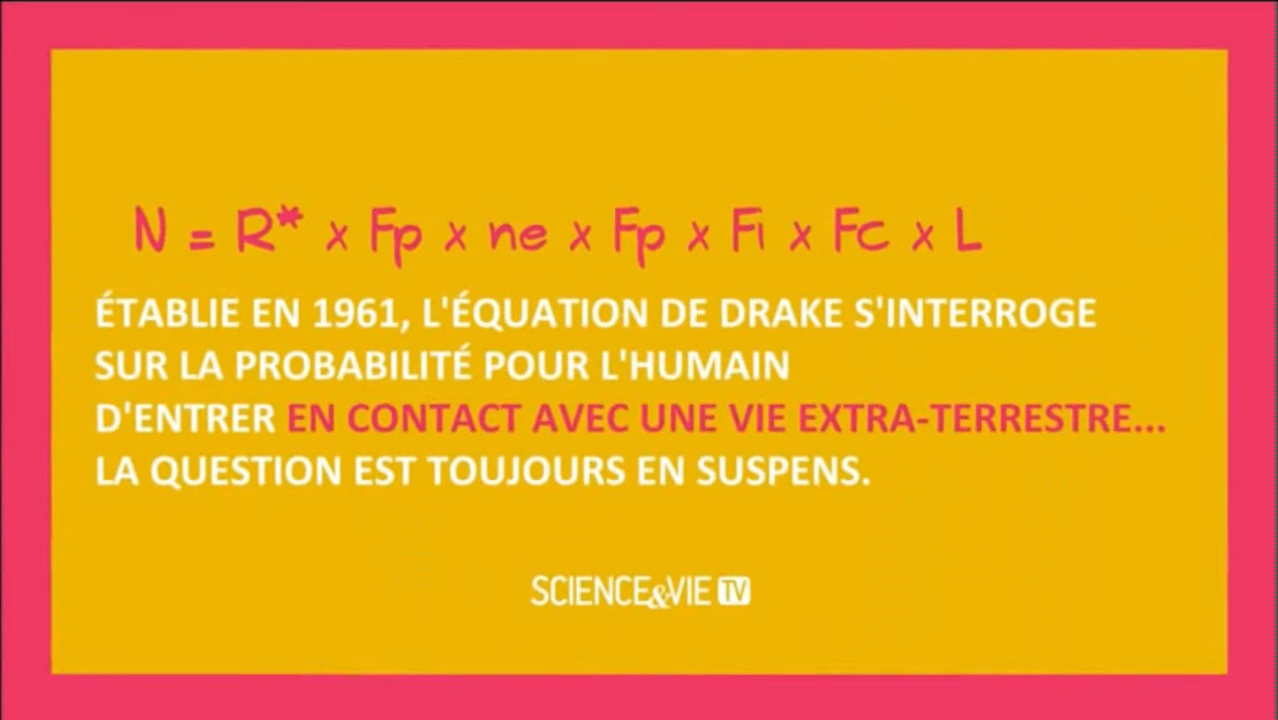 N = R* x Fp x ne x Fp x Fi x Fc x L
ÉTABLIE EN 1961, L'ÉQUATION DE DRAKE S'INTERROGE
SUR LA PROBABILITÉ POUR L'HUMAIN
D'ENTRER EN CONTACT AVEC UNE VIE EXTRA-TERRESTRE...
LA QUESTION EST TOUJOURS EN SUSPENS.
SCIENCE&VIE TV